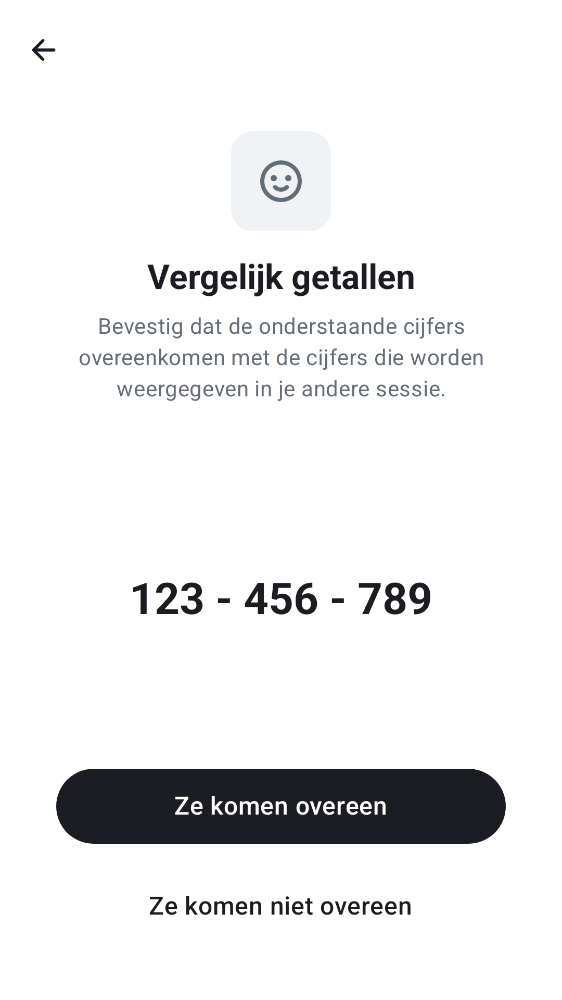 Vergelijk getallen
Bevestig dat de onderstaande cijfers
overeenkomen met de cijfers die worden
weergegeven in je andere sessie.
123 - 456 - 789
Ze komen overeen
Ze komen niet overeen